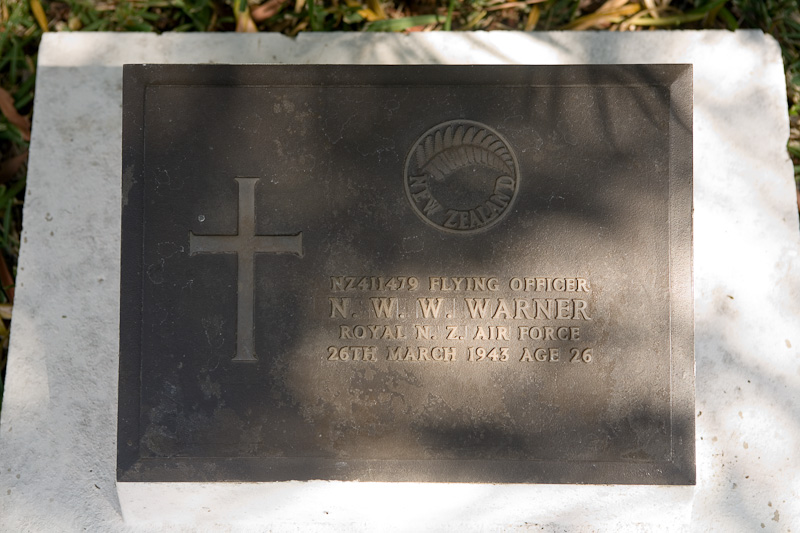 NEW ZEALAND
NZ411479 FLYING OFFICER
N. W. W. WARNER
ROYAL N. Z. AIR FORCE
26TH MARCH 1943 AGE 26